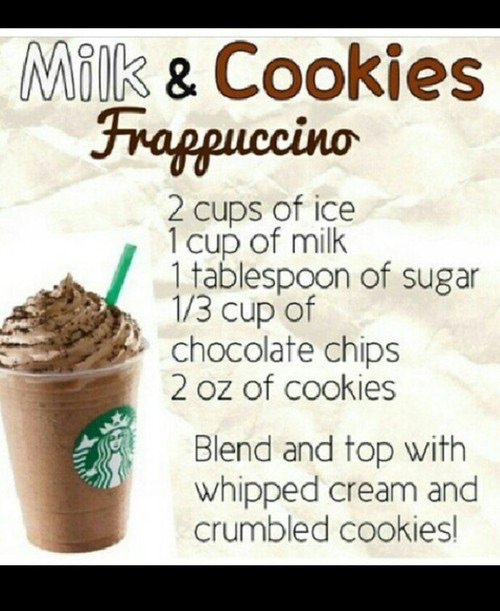 Milk & Cookies
Frappuccino
2 cups of ice
1 cup of milk
1 tablespoon of sugar
1/3 cup of
chocolate chips
2 oz of cookies
Blend and top with
whipped cream and
crumbled cookies!